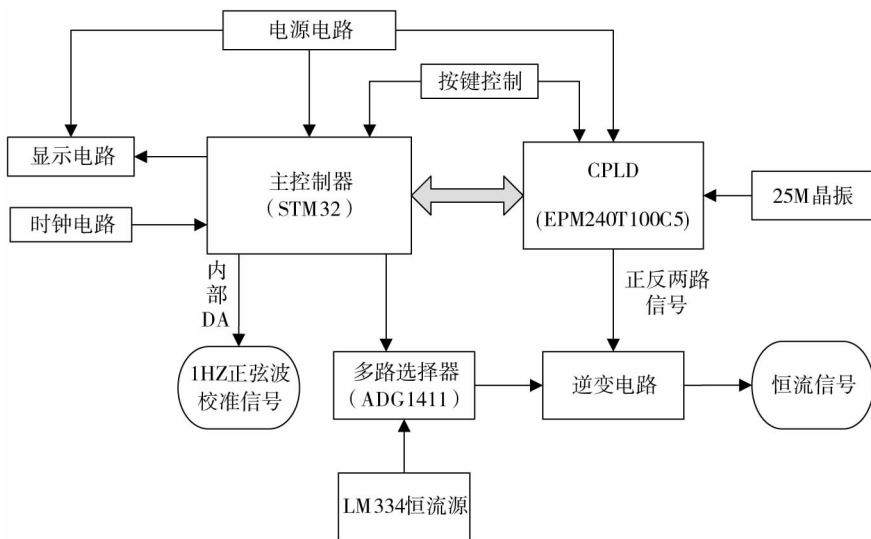 电源电路
按键控制
显示电路
主控制器
(STM32)
CPLD
(EPM240T100C5)
25M晶振
时钟电路
内
部
DA
正反两路
信号
1HZ正弦波
校准信号
多路选择器
(ADG1411)
逆变电路
恒流信号
LM334恒流源